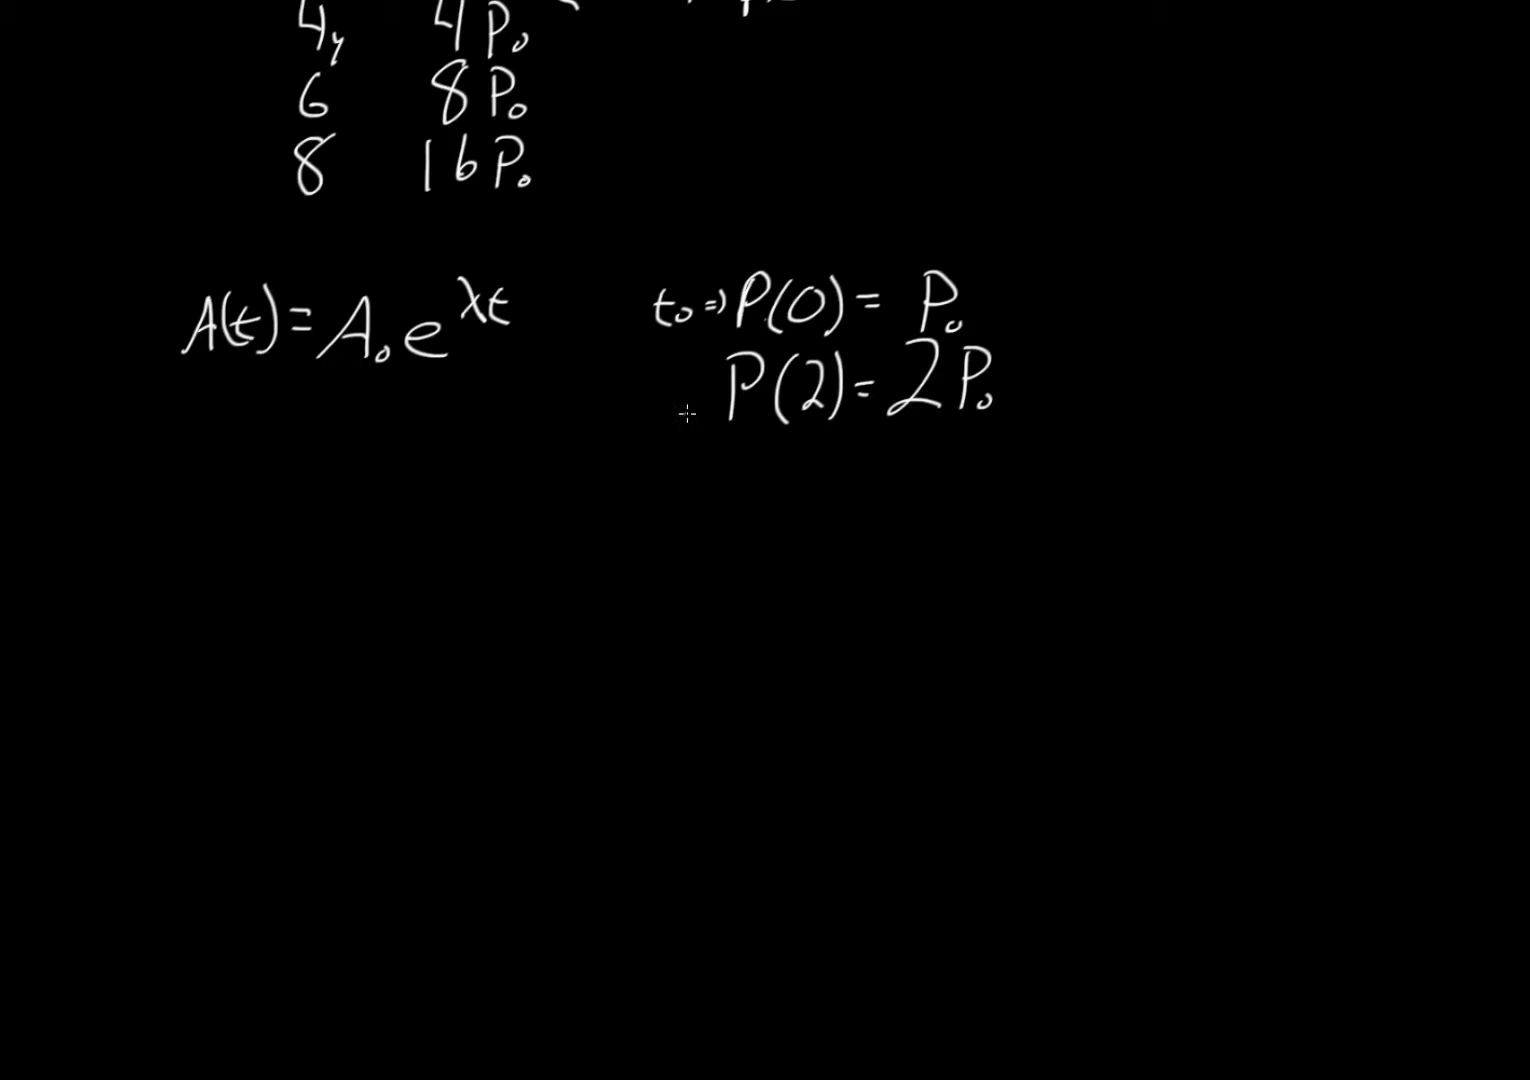 4y 4P₀
6 8P₀
8 16P₀
A(t)=A₀e^λt t₀⇒P(0)=P₀
P(2)=2P₀